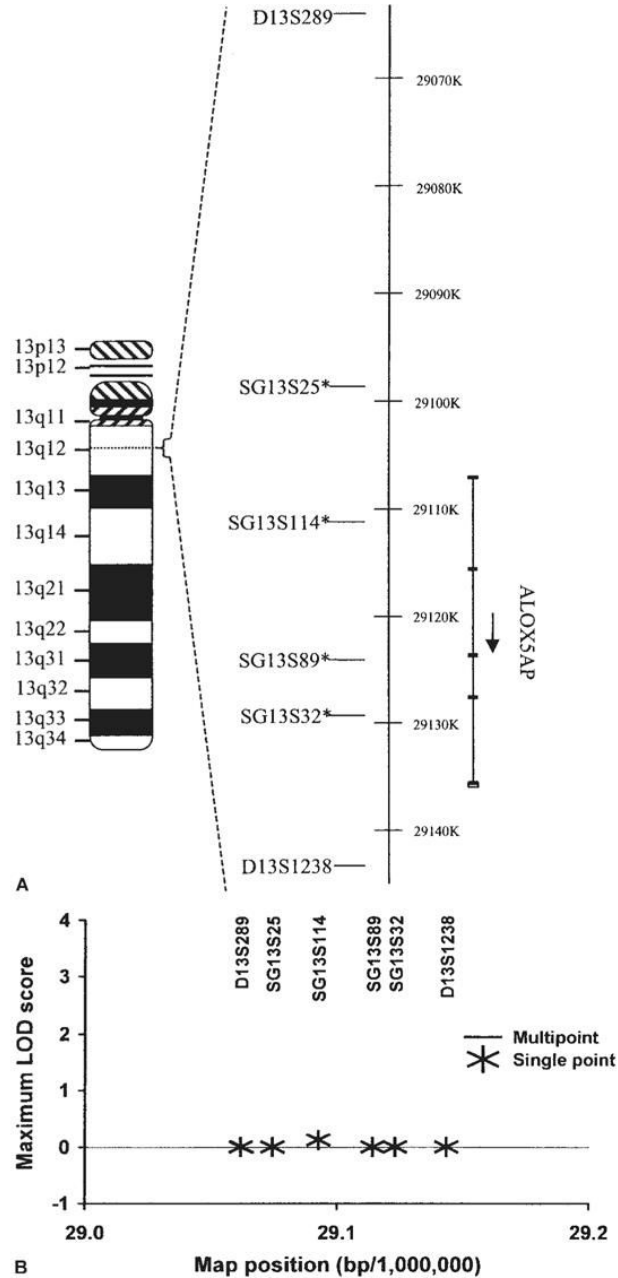 D13S289
29070K
29080K
29090K
13p13
13p12
SG13S25*
29100K
13q11
13q12
13q13
29110K
SG13S114*
13q14
13q21
29120K
ALOX5AP
13q22
SG13S89*
13q31
13q32
SG13S32*
29130K
13q33
13q34
29140K
D13S1238
A
D13S289
SG13S25
SG13S114
SG13S89
SG13S32
D13S1238
4
3
2
1
0
-1
Maximum LOD score
Multipoint
Single point
29.0
29.1
29.2
Map position (bp/1,000,000)
B